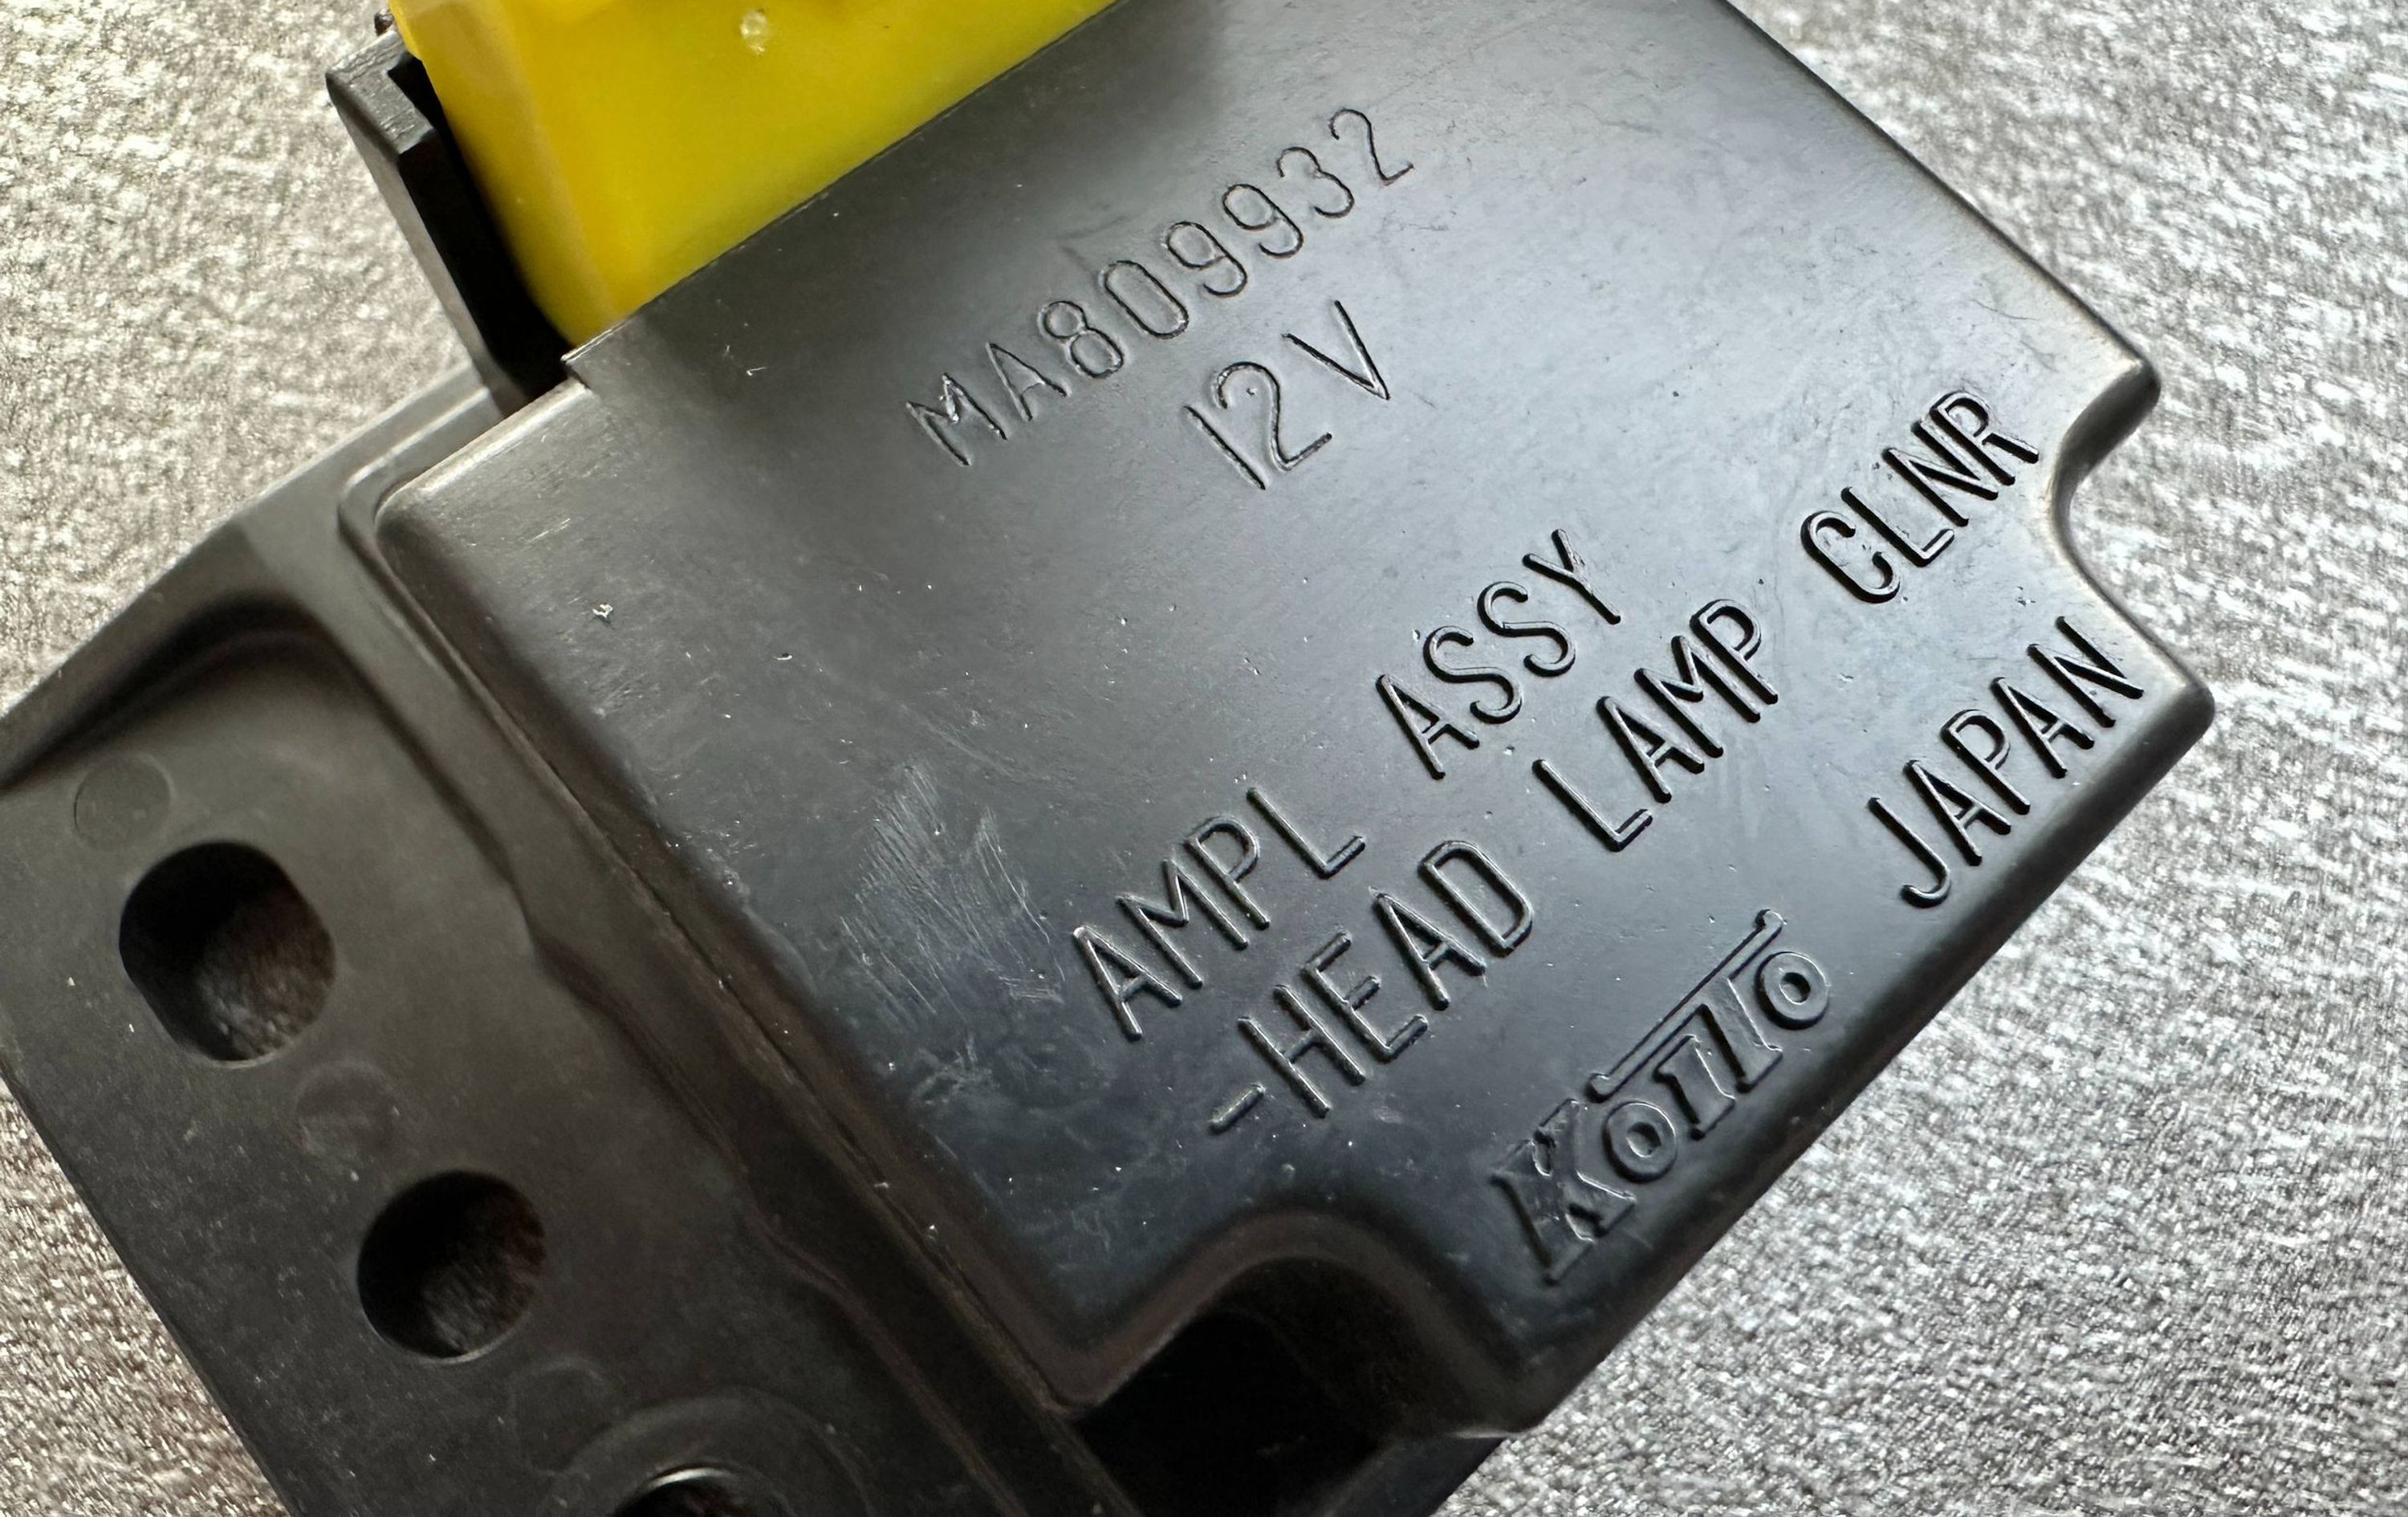 MA809932
12V
AMPL ASSY
-HEAD LAMP CLNR
KOITO JAPAN